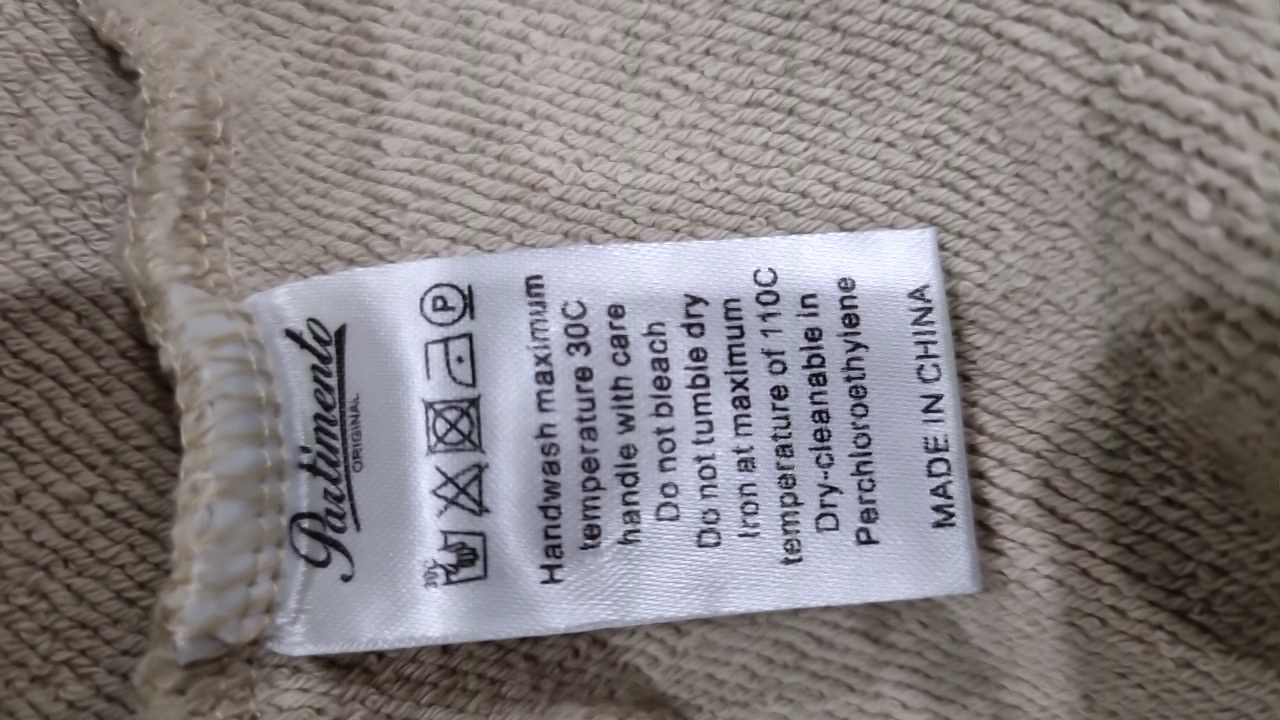 Partimento
ORIGINAL
30c
P
Handwash maximum
temperature 30C
handle with care
Do not bleach
Do not tumble dry
Iron at maximum
temperature of 110C
Dry-cleanable in
Perchloroethylene
MADE IN CHINA